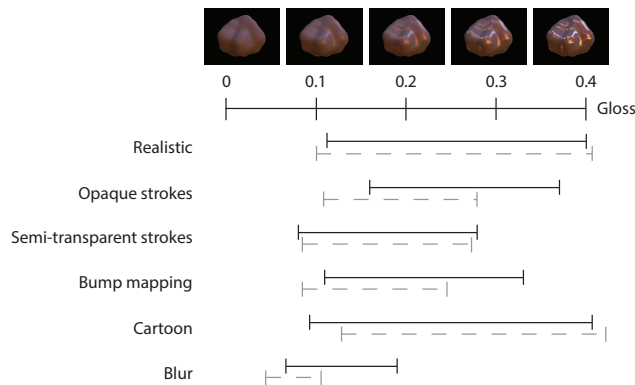 0 0.1 0.2 0.3 0.4
Gloss
Realistic
Opaque strokes
Semi-transparent strokes
Bump mapping
Cartoon
Blur